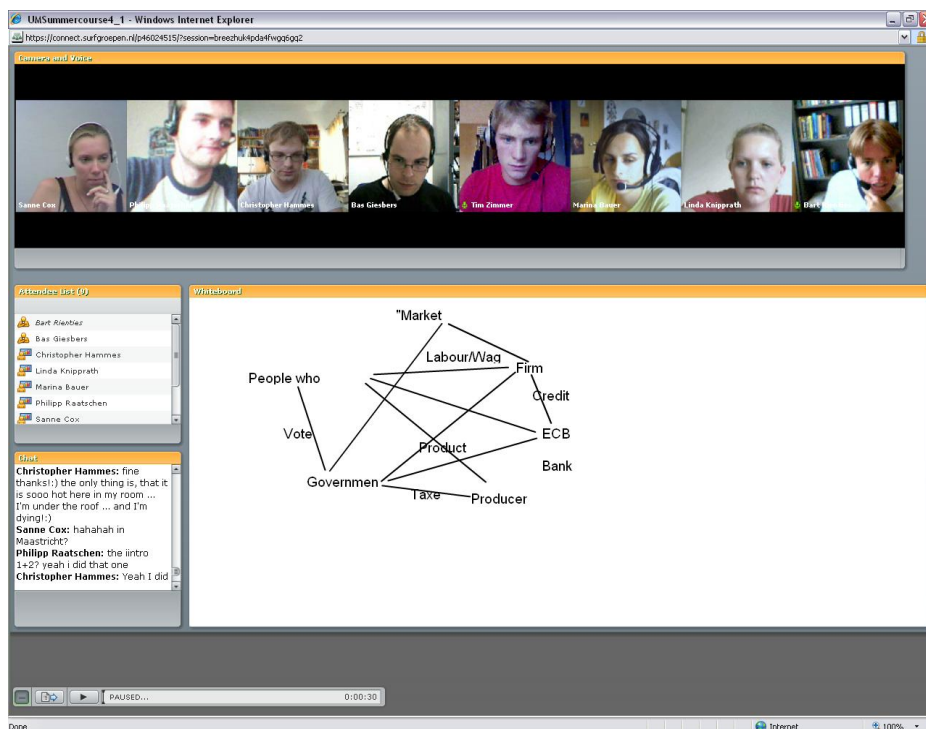 UMSummercourse4_1 - Windows Internet Explorer
https://connect.surfgroepen.nl/p46024515/?session=breezhuk4pda4fwgq6gq2
Camera and Voice
Sanne Cox
Christopher Hammes
Bas Giesbers
Tim Zimmer
Marina Bauer
Linda Knipprath
Bart
Attendee List (9)
Bart Rienties
Bas Giesbers
Christopher Hammes
Linda Knipprath
Marina Bauer
Philipp Raatschen
Sanne Cox
Chat
Christopher Hammes: fine
thanks!:) the only thing is, that it
is sooo hot here in my room ...
I'm under the roof ... and I'm
dying!:)
Sanne Cox: hahahah in
Maastricht?
Philipp Raatschen: the iintro
1+2? yeah i did that one
Christopher Hammes: Yeah I did
Whiteboard
"Market
Labour/Wag
Firm
People who
Credit
Vote
ECB
Product
Bank
Governmen
Taxe
Producer
PAUSED...
0:00:30
Done
Internet
100%